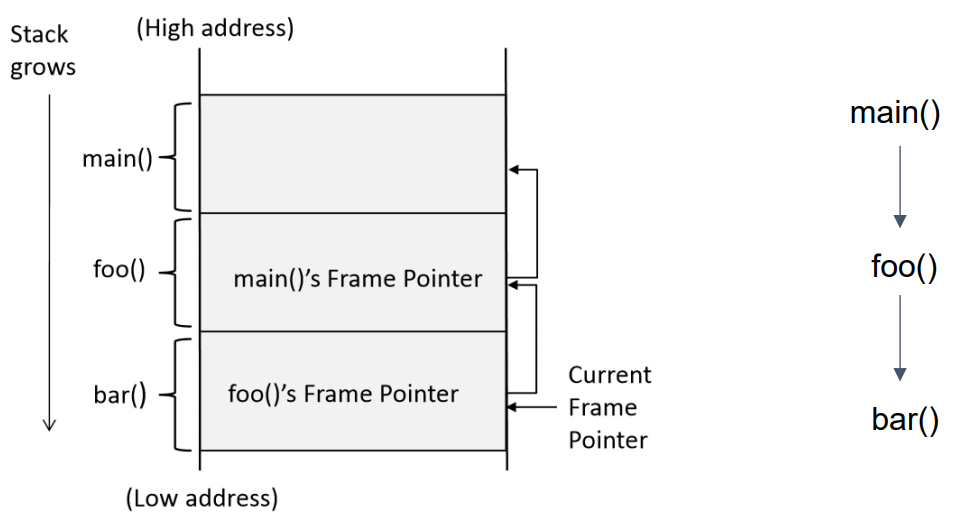 Stack
grows
(High address)
main()
foo()
main()'s Frame Pointer
bar()
foo()'s Frame Pointer
Current
Frame
Pointer
(Low address)
main()
foo()
bar()